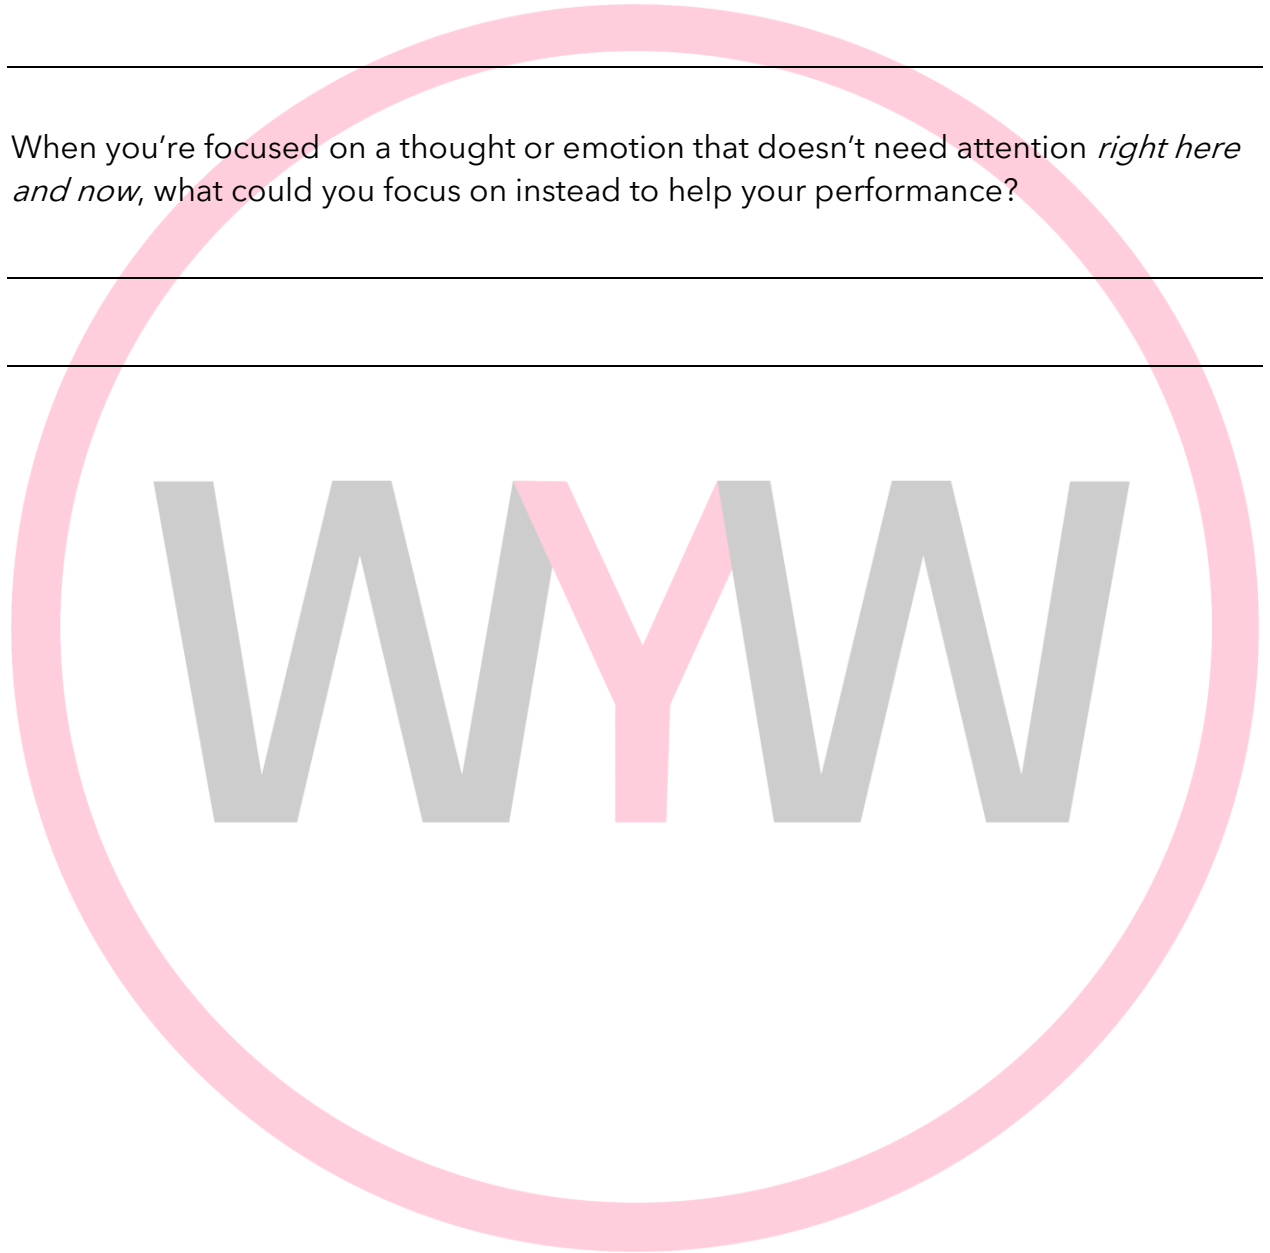 When you’re focused on a thought or emotion that doesn’t need attention right here
and now, what could you focus on instead to help your performance?
WYW